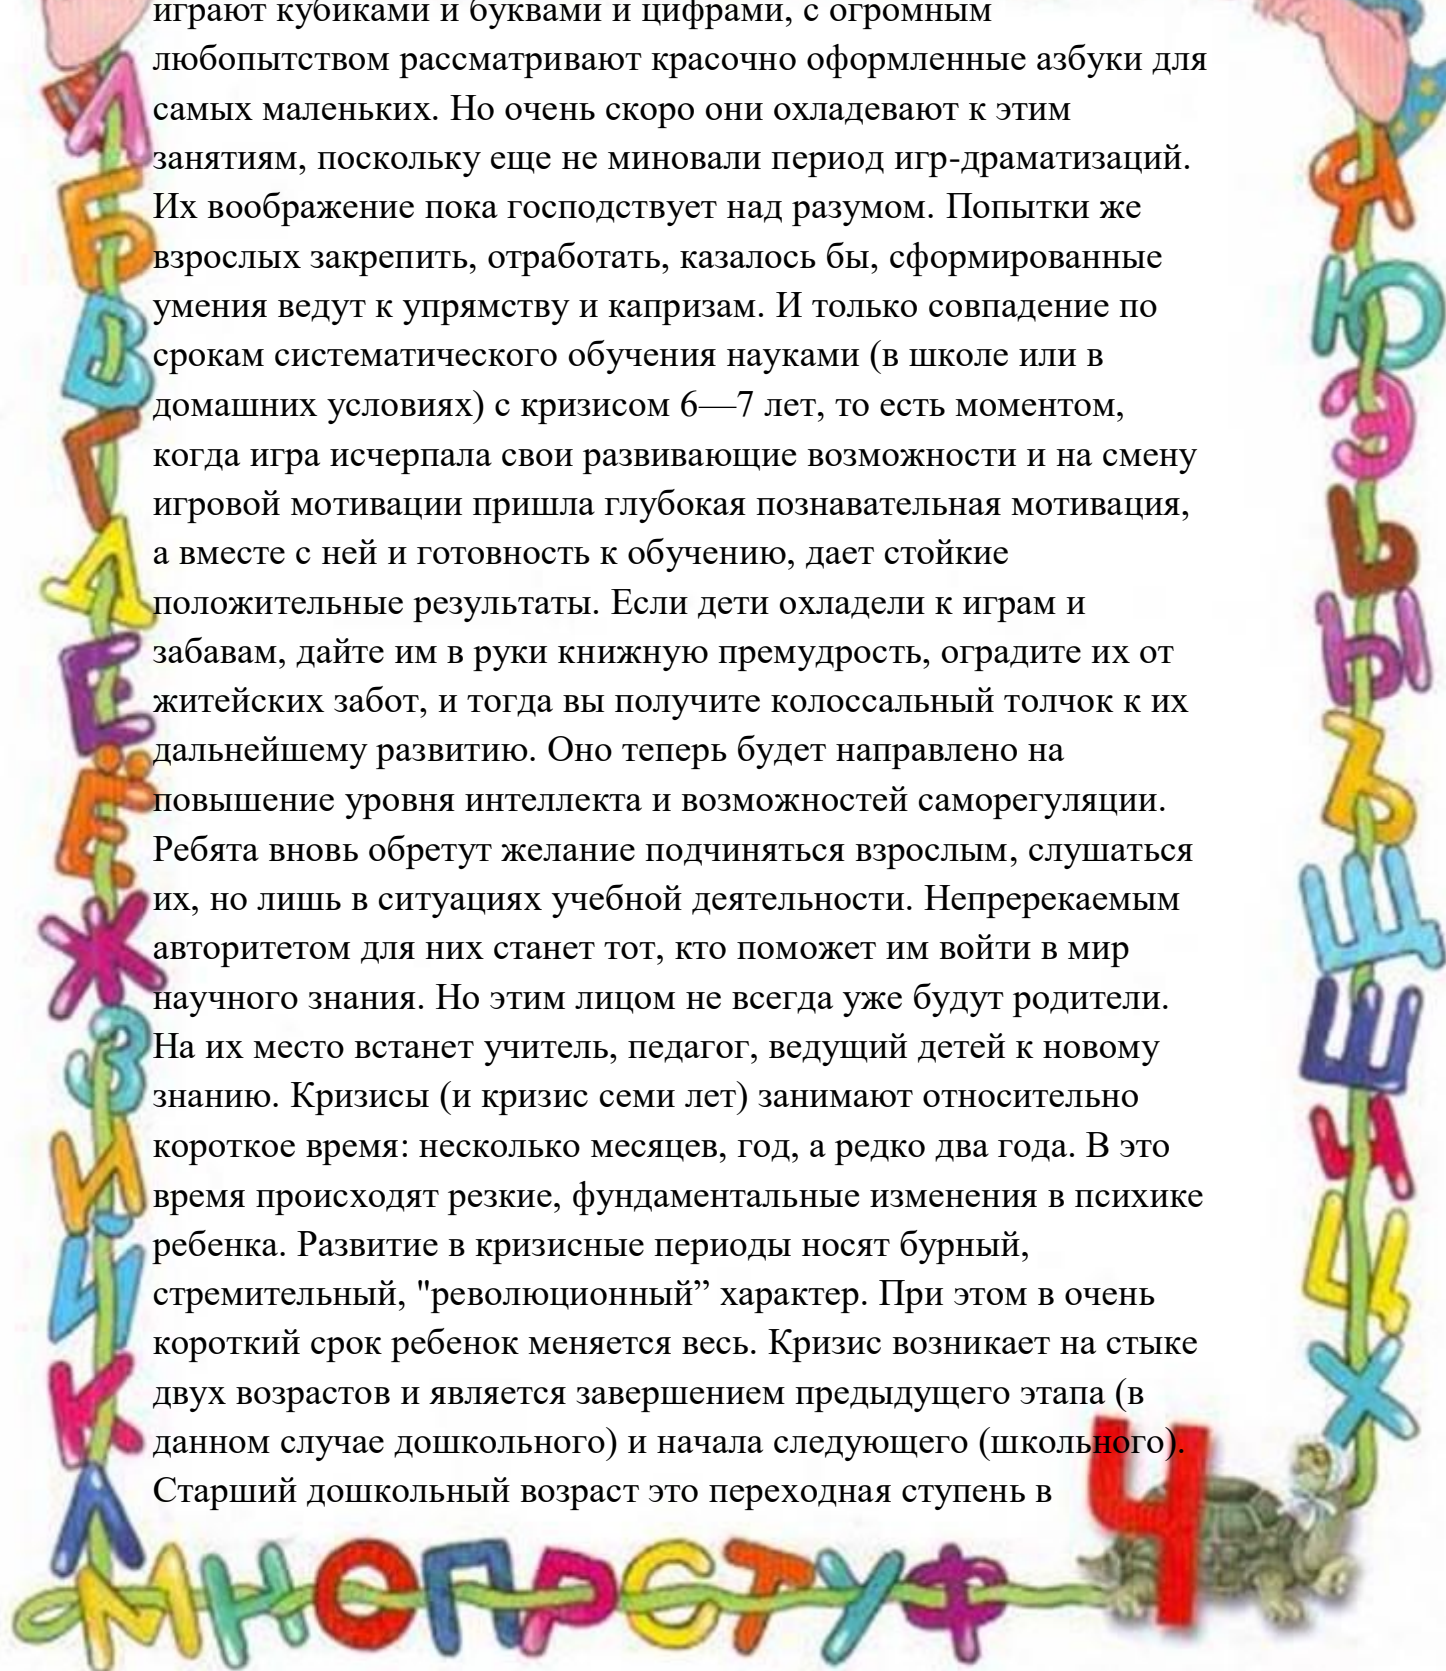 играют кубиками и буквами и цифрами, с огромным
любопытством рассматривают красочно оформленные азбуки для
самых маленьких. Но очень скоро они охладевают к этим
занятиям, поскольку еще не миновали период игр-драматизаций.
Их воображение пока господствует над разумом. Попытки же
взрослых закрепить, отработать, казалось бы, сформированные
умения ведут к упрямству и капризам. И только совпадение по
срокам систематического обучения науками (в школе или в
домашних условиях) с кризисом 6—7 лет, то есть моментом,
когда игра исчерпала свои развивающие возможности и на смену
игровой мотивации пришла глубокая познавательная мотивация,
а вместе с ней и готовность к обучению, дает стойкие
положительные результаты. Если дети охладели к играм и
забавам, дайте им в руки книжную премудрость, оградите их от
житейских забот, и тогда вы получите колоссальный толчок к их
дальнейшему развитию. Оно теперь будет направлено на
повышение уровня интеллекта и возможностей саморегуляции.
Ребята вновь обретут желание подчиняться взрослым, слушаться
их, но лишь в ситуациях учебной деятельности. Непререкаемым
авторитетом для них станет тот, кто поможет им войти в мир
научного знания. Но этим лицом не всегда уже будут родители.
На их место встанет учитель, педагог, ведущий детей к новому
знанию. Кризисы (и кризис семи лет) занимают относительно
короткое время: несколько месяцев, год, а редко два года. В это
время происходят резкие, фундаментальные изменения в психике
ребенка. Развитие в кризисные периоды носят бурный,
стремительный, "революционный” характер. При этом в очень
короткий срок ребенок меняется весь. Кризис возникает на стыке
двух возрастов и является завершением предыдущего этапа (в
данном случае дошкольного) и начала следующего (школьного).
Старший дошкольный возраст это переходная ступень в
А
Б
В
Г
Д
Е
Ё
Ж
З
И
Й
К
Л
М Н О П Р С Т У Ф
Ч
Я
Ю
Э
Ь
Ы
Ъ
Щ
Ш
Ч
Ц
Х